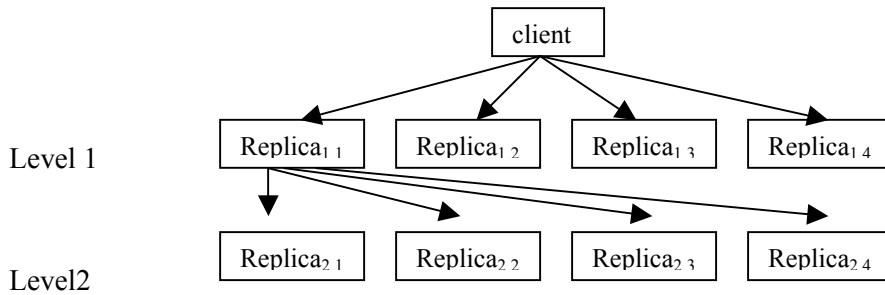 client
Level 1
Replica₁.₁ Replica₁.₂ Replica₁.₃ Replica₁.₄
Level2
Replica₂.₁ Replica₂.₂ Replica₂.₃ Replica₂.₄